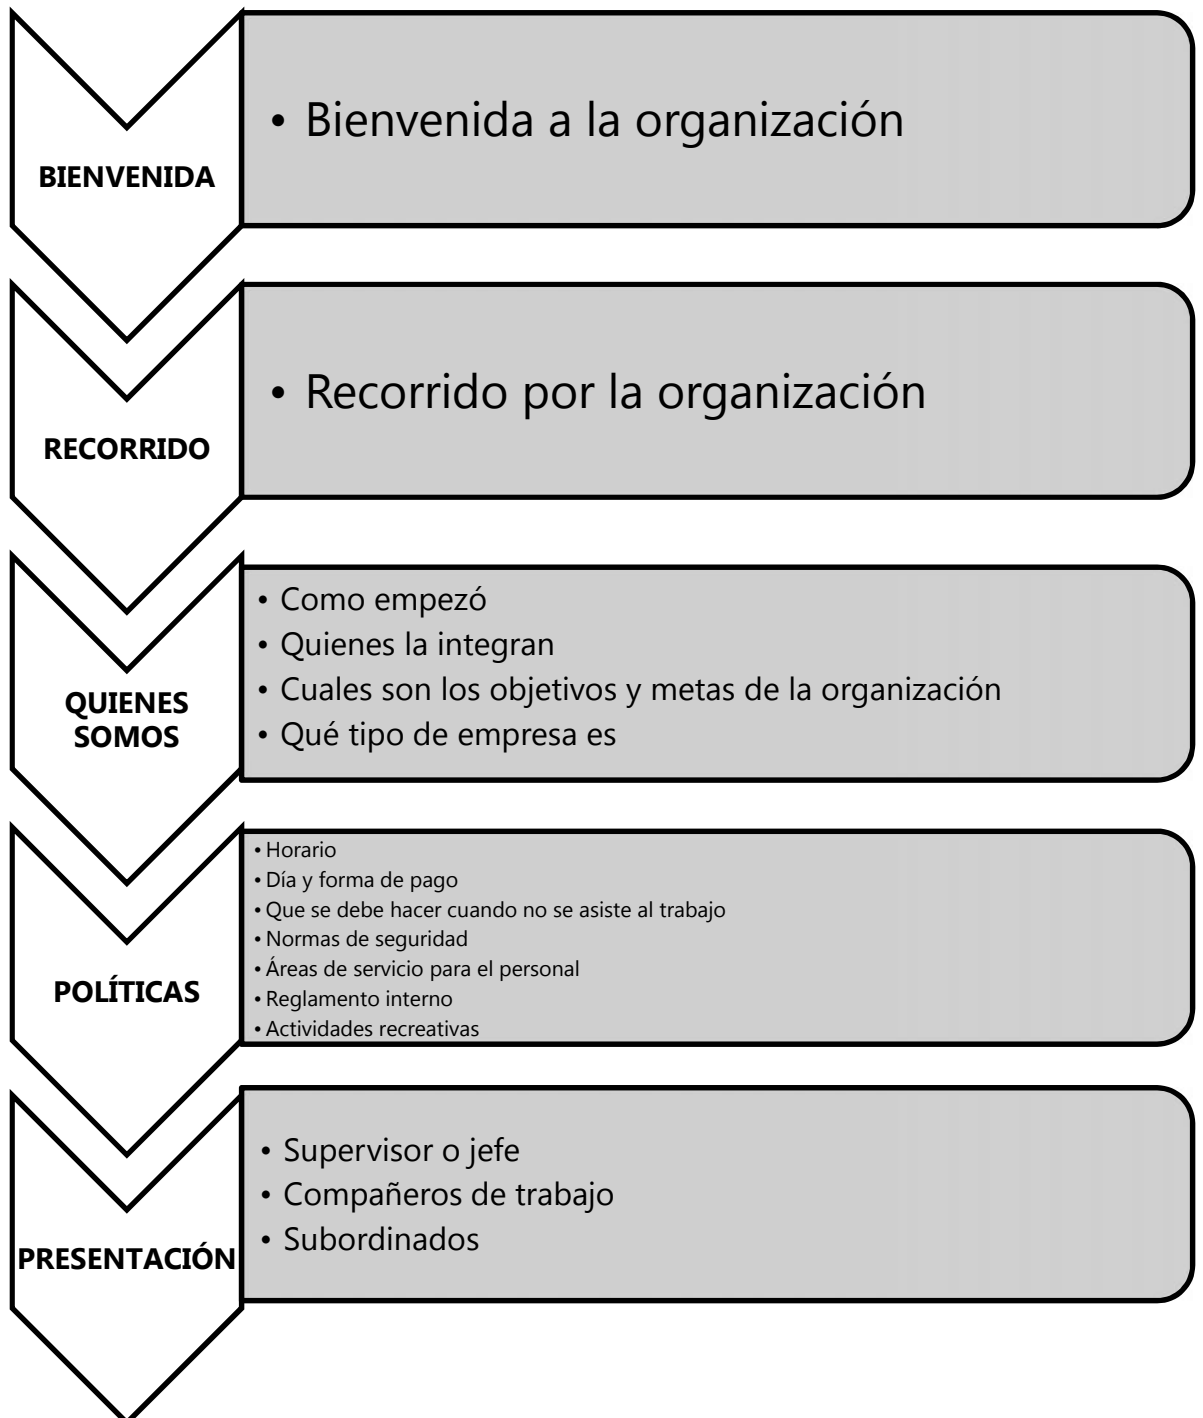 BIENVENIDA
• Bienvenida a la organización
RECORRIDO
• Recorrido por la organización
QUIENES
SOMOS
• Como empezó
• Quienes la integran
• Cuales son los objetivos y metas de la organización
• Qué tipo de empresa es
POLÍTICAS
• Horario
• Día y forma de pago
• Que se debe hacer cuando no se asiste al trabajo
• Normas de seguridad
• Áreas de servicio para el personal
• Reglamento interno
• Actividades recreativas
PRESENTACIÓN
• Supervisor o jefe
• Compañeros de trabajo
• Subordinados